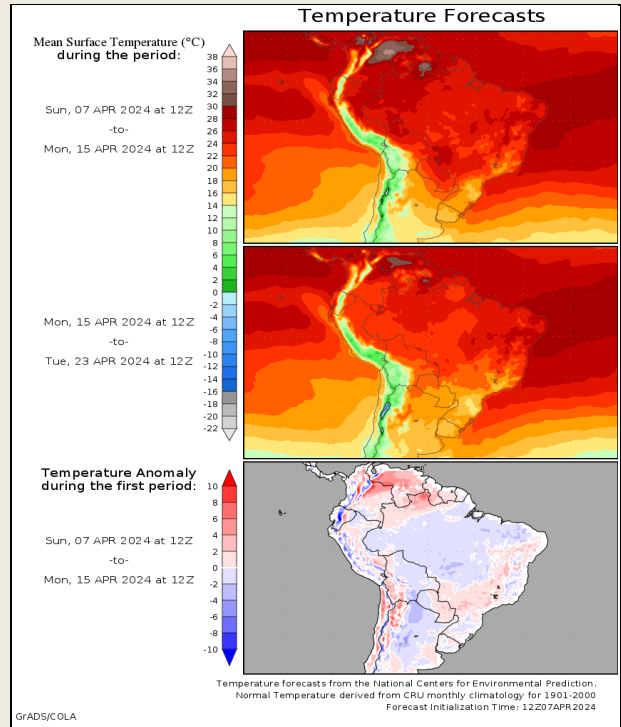 Temperature Forecasts
Mean Surface Temperature (°C)
during the period:
Sun, 07 APR 2024 at 12Z
-to-
Mon, 15 APR 2024 at 12Z
38
36
34
32
30
28
26
24
22
20
18
16
14
12
10
8
6
4
2
0
-2
-4
-6
-8
-10
-12
-14
-16
-18
-20
-22
Mon, 15 APR 2024 at 12Z
-to-
Tue, 23 APR 2024 at 12Z
Temperature Anomaly
during the first period:
Sun, 07 APR 2024 at 12Z
-to-
Mon, 15 APR 2024 at 12Z
10
8
6
4
2
0
-2
-4
-6
-8
-10
Temperature forecasts from the National Centers for Environmental Prediction.
Normal Temperature derived from CRU monthly climatology for 1901-2000
Forecast Initialization Time: 12Z07APR2024
GrADS/COLA